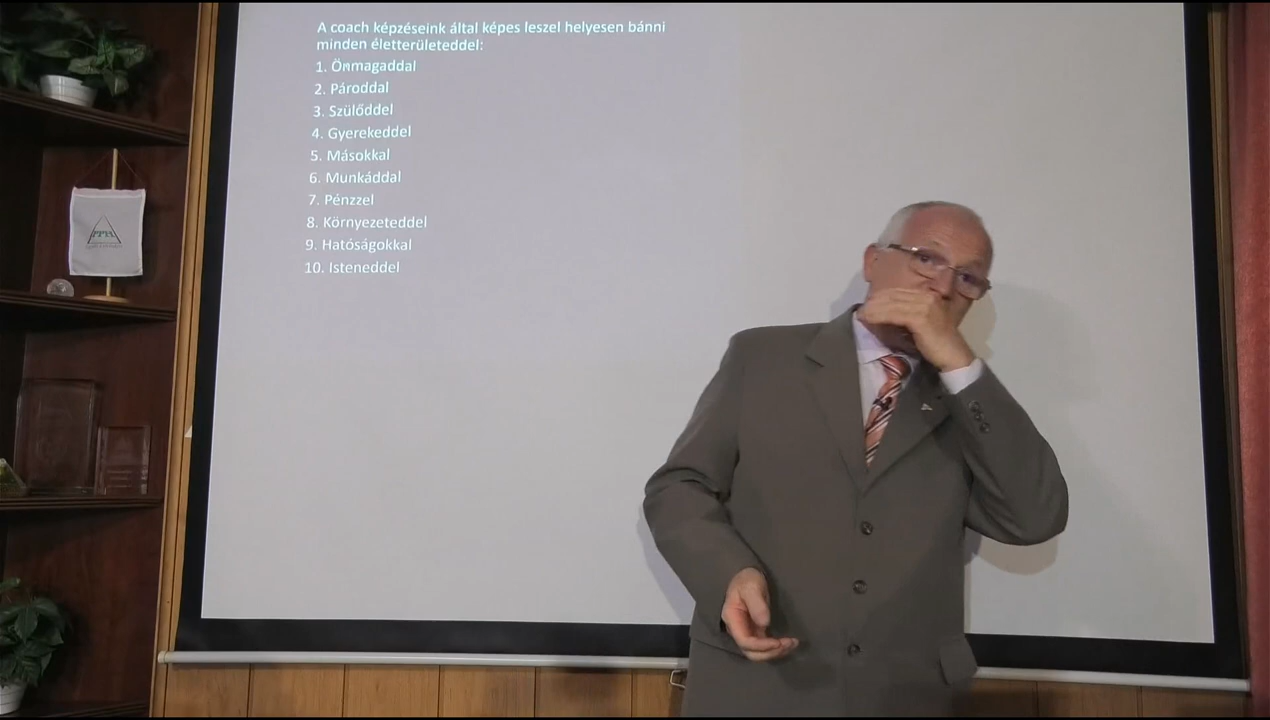 A coach képzéseink által képes leszel helyesen bánni
minden életterületeddel:
1. Önmagaddal
2. Pároddal
3. Szülőddel
4. Gyerekeddel
5. Másokkal
6. Munkáddal
7. Pénzzel
8. Környezeteddel
9. Hatóságokkal
10. Isteneddel